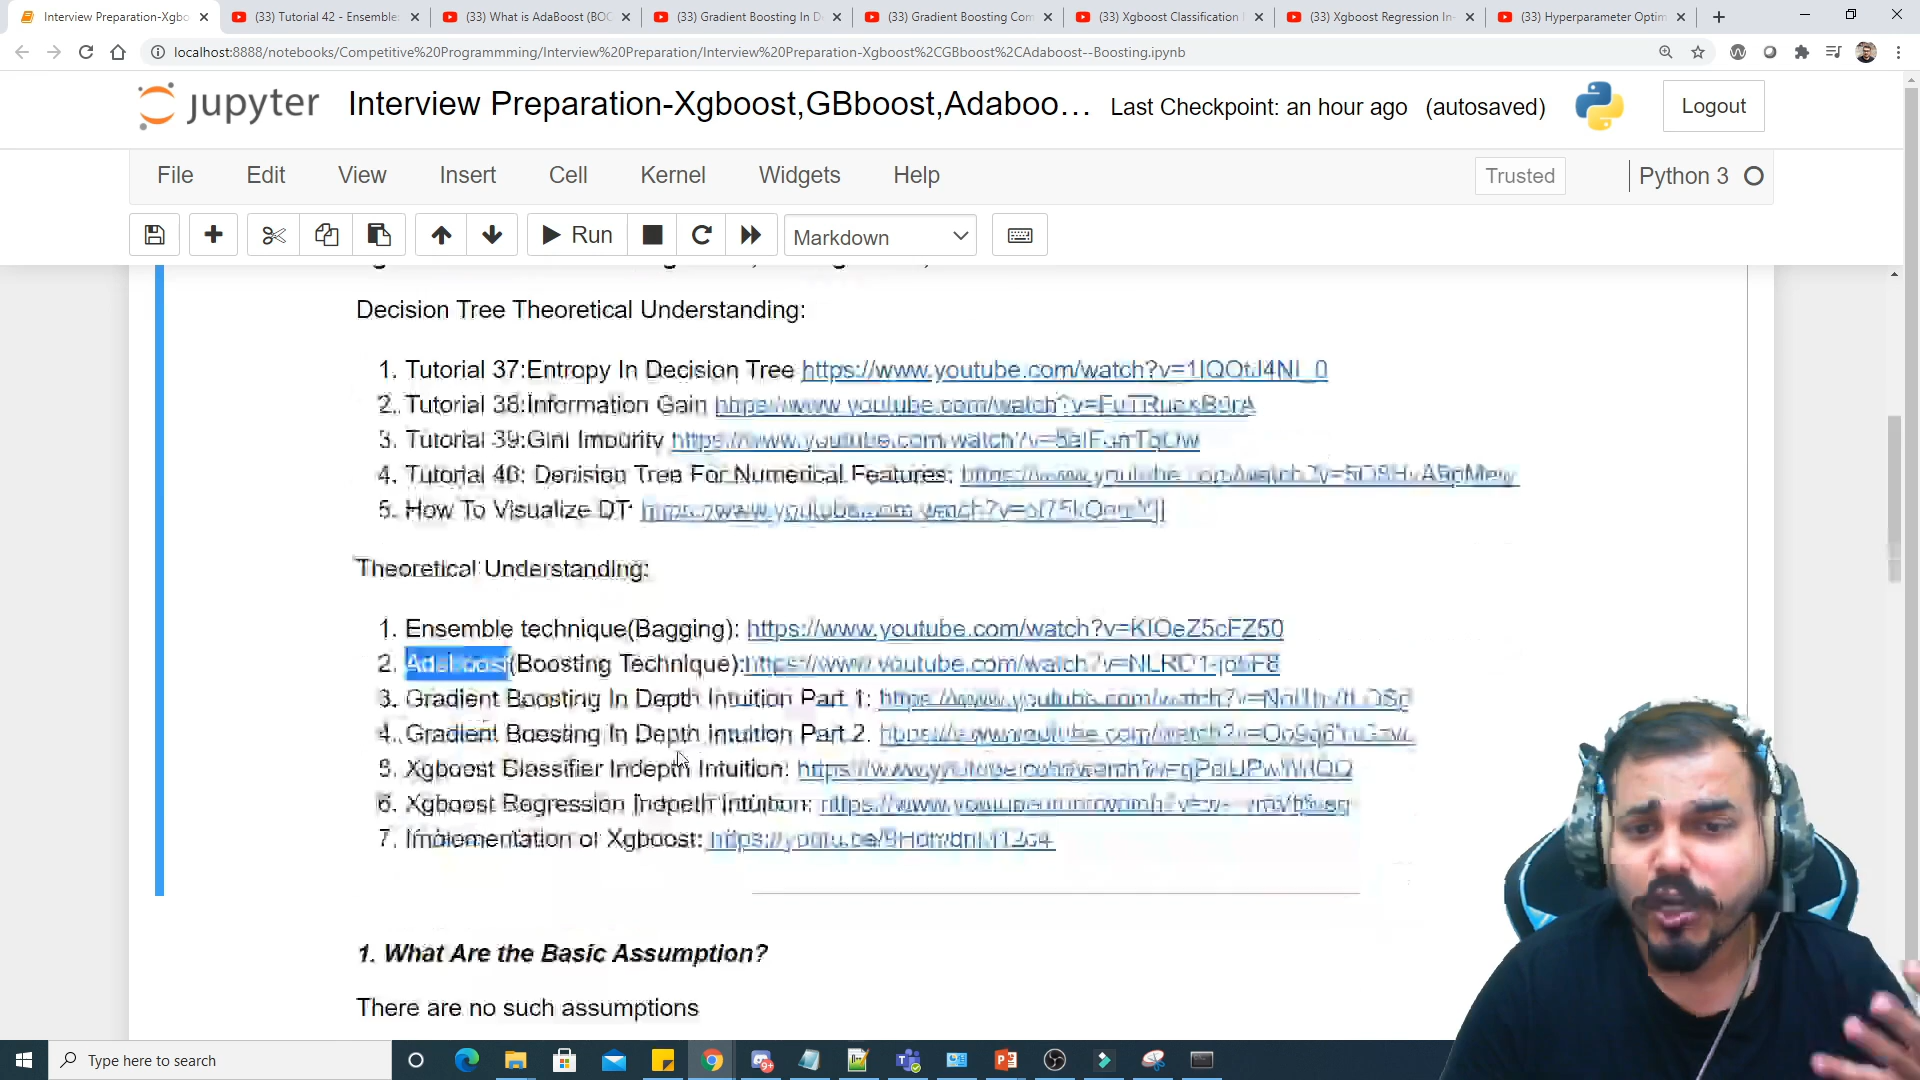 Interview Preparation-Xgbo
(33) Tutorial 42 - Ensemble:
(33) What is AdaBoost (BOO
(33) Gradient Boosting In De
(33) Gradient Boosting Com
(33) Xgboost Classification
(33) Xgboost Regression In-
(33) Hyperparameter Optim
localhost:8888/notebooks/Competitive%20Programmming/Interview%20Preparation/Interview%20Preparation-Xgboost%2CGBboost%2CAdaboost--Boosting.ipynb
jupyter Interview Preparation-Xgboost,GBboost,Adaboo... Last Checkpoint: an hour ago (autosaved) Logout
File Edit View Insert Cell Kernel Widgets Help Trusted Python 3
Run Markdown
Decision Tree Theoretical Understanding:
1. Tutorial 37:Entropy In Decision Tree
2. Tutorial 38:Information Gain
3. Tutorial 39:Gini Impurity
4. Tutorial 40: Decision Tree For Numerical Features:
5. How To Visualize DT:
Theoretical Understanding:
1. Ensemble technique(Bagging): https://www.youtube.com/watch?v=KIOeZ5cFZ50
2. Adaboost(Boosting Technique):
3. Gradient Boosting In Depth Intuition Part 1:
4. Gradient Boosting In Depth Intuition Part 2:
5. Xgboost Classifier Indepth Intuition:
6. Xgboost Regression Indpeth Intuition:
7. Implementation of Xgboost:
1. What Are the Basic Assumption?
There are no such assumptions
Type here to search